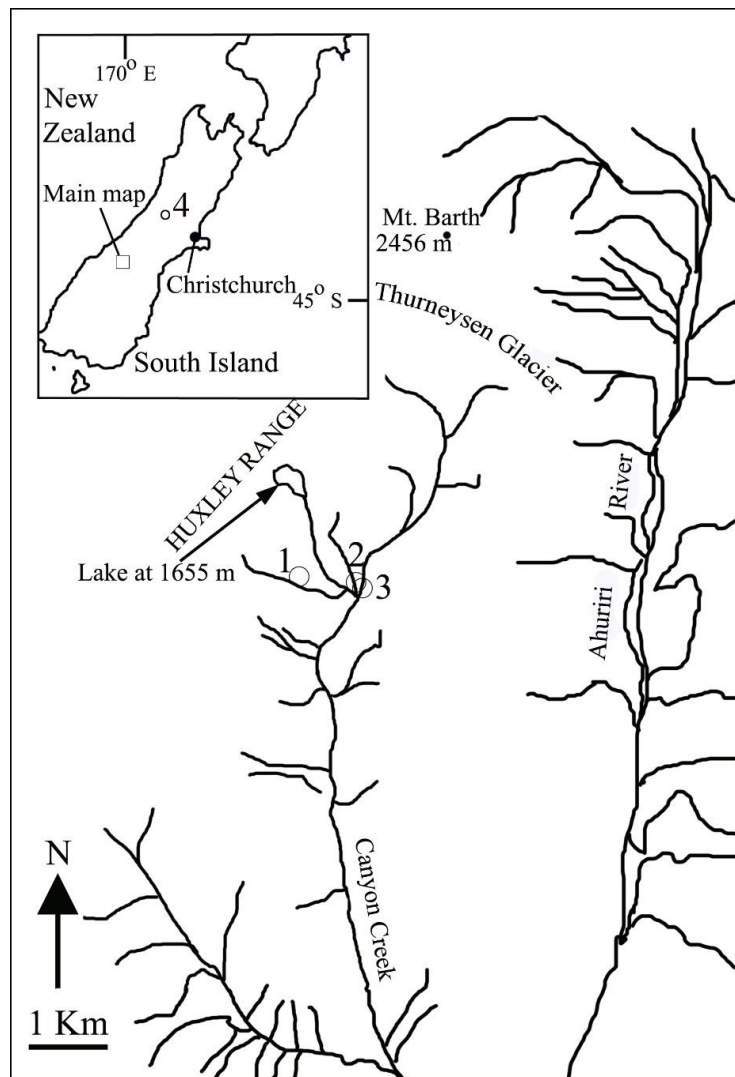 170° E
New
Zealand
Main map
4
Christchurch
45° S
South Island
Mt. Barth
2456 m
Thurneysen Glacier
HUXLEY RANGE
River
Ahuriri
Lake at 1655 m
1
2
3
Canyon Creek
N
1 Km